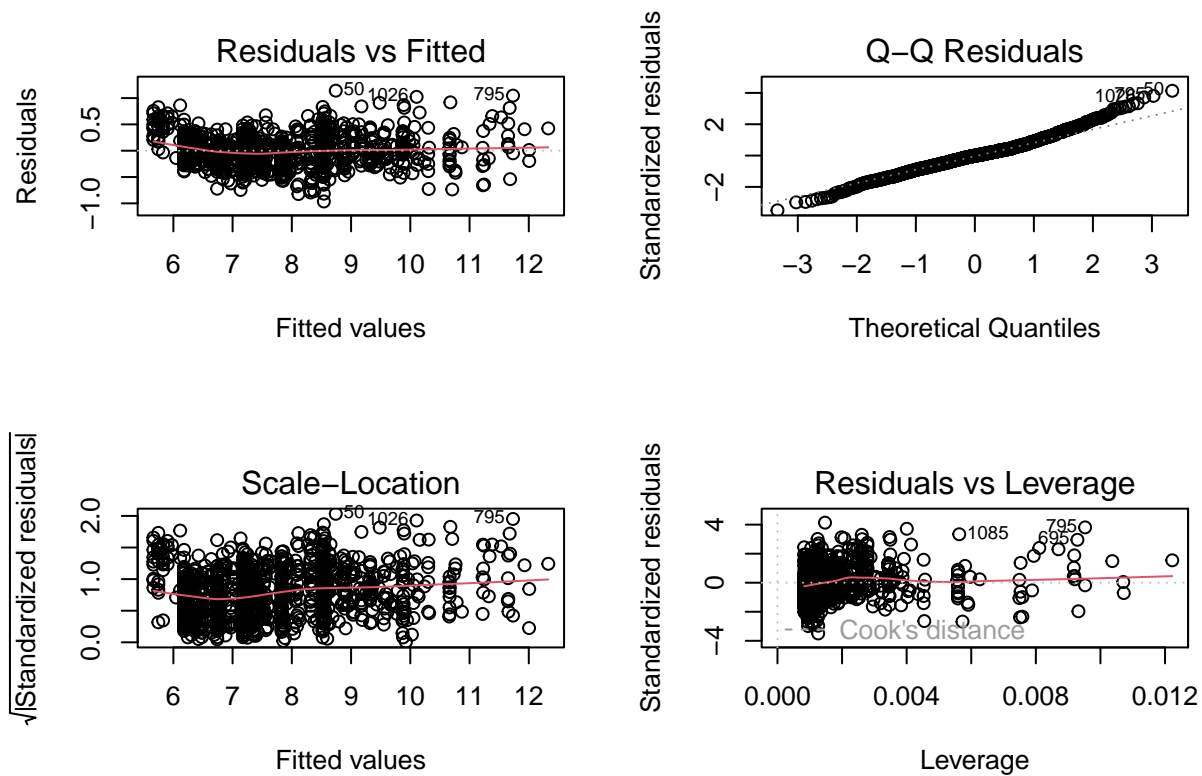 Residuals vs Fitted
Residuals
0.5
−1.0
50
1026
795
6 7 8 9 10 11 12
Fitted values
Q−Q Residuals
Standardized residuals
2
−2
50
795
−3 −2 −1 0 1 2 3
Theoretical Quantiles
Scale−Location
√|Standardized residuals|
2.0
1.0
0.0
50
1026
795
6 7 8 9 10 11 12
Fitted values
Residuals vs Leverage
Standardized residuals
4
0
−4
795
1085
695
Cook's distance
0.000 0.004 0.008 0.012
Leverage